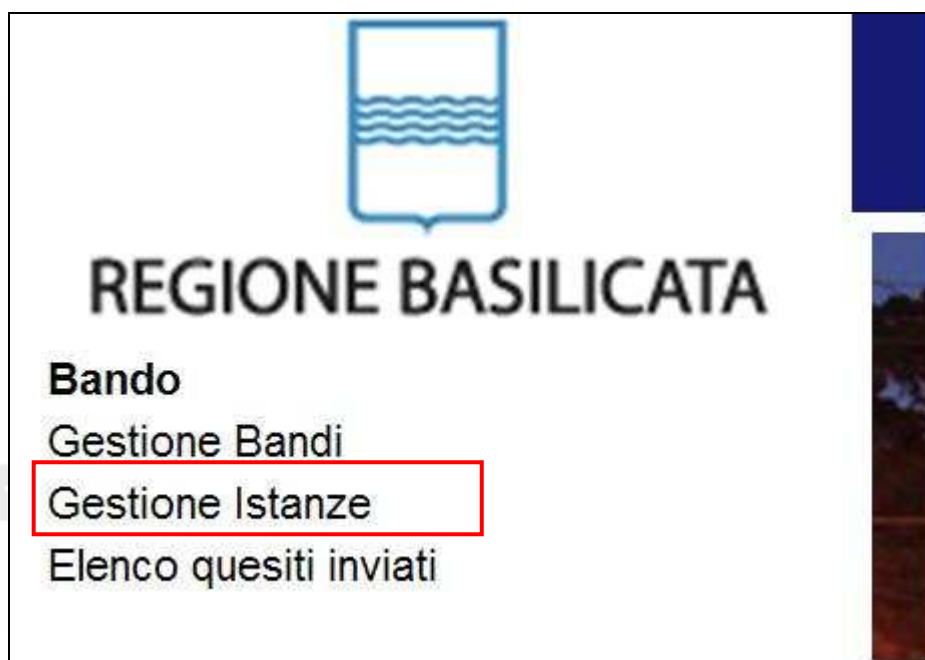 REGIONE BASILICATA
Bando
Gestione Bandi
Gestione Istanze
Elenco quesiti inviati